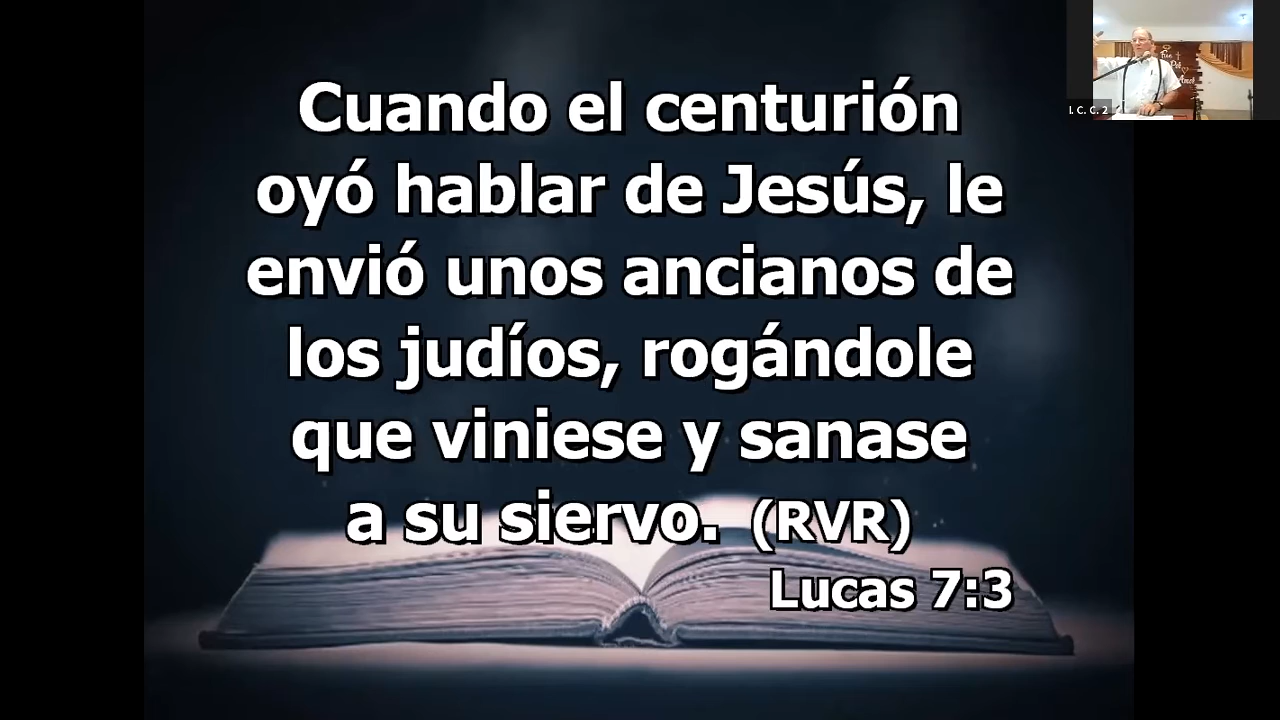 Cuando el centurión
oyó hablar de Jesús, le
envió unos ancianos de
los judíos, rogándole
que viniese y sanase
a su siervo. (RVR)
Lucas 7:3
I. C. C. 2